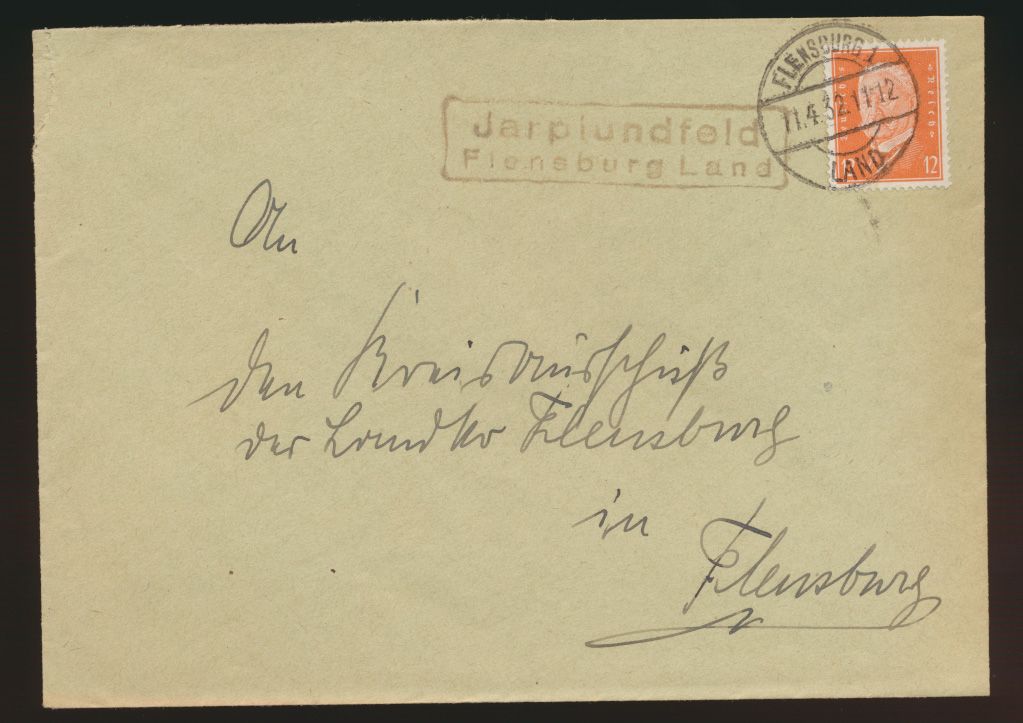 Jarplundfeld
Flensburg Land
FLENSBURG 1
11.4.32.11-12
LAND
Reich
12
An
den Kreisausschuß
des Landkr Flensburg
in
Flensburg